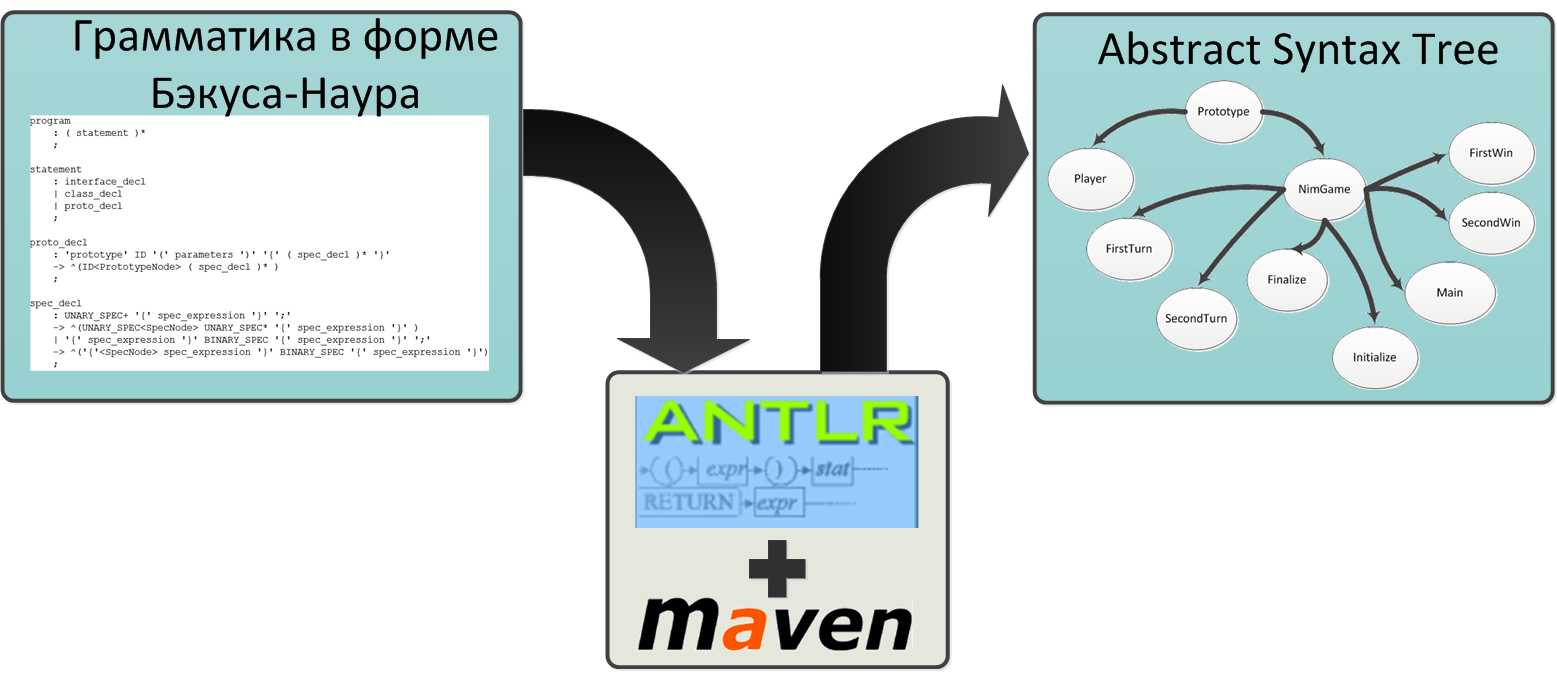 Грамматика в форме
Бэкуса-Наура
program
: ( statement )*
;
statement
: interface_decl
| class_decl
| proto_decl
;
proto_decl
: 'prototype' ID '(' parameters ')' '{' ( spec_decl )* '}'
-> ^(ID<PrototypeNode> ( spec_decl )* )
;
spec_decl
: UNARY_SPEC+ '{' spec_expression '}' ';'
-> ^(UNARY_SPEC<SpecNode> UNARY_SPEC* '{' spec_expression '}' )
| '{' spec_expression '}' BINARY_SPEC '{' spec_expression '}' ';'
-> ^('{'<SpecNode> spec_expression '}' BINARY_SPEC '{' spec_expression '}')
;
ANTLR
( ( ) expr ( ) ) stat
RETURN expr
maven
Abstract Syntax Tree
Prototype
Player
NimGame
FirstWin
SecondWin
FirstTurn
Finalize
Main
SecondTurn
Initialize